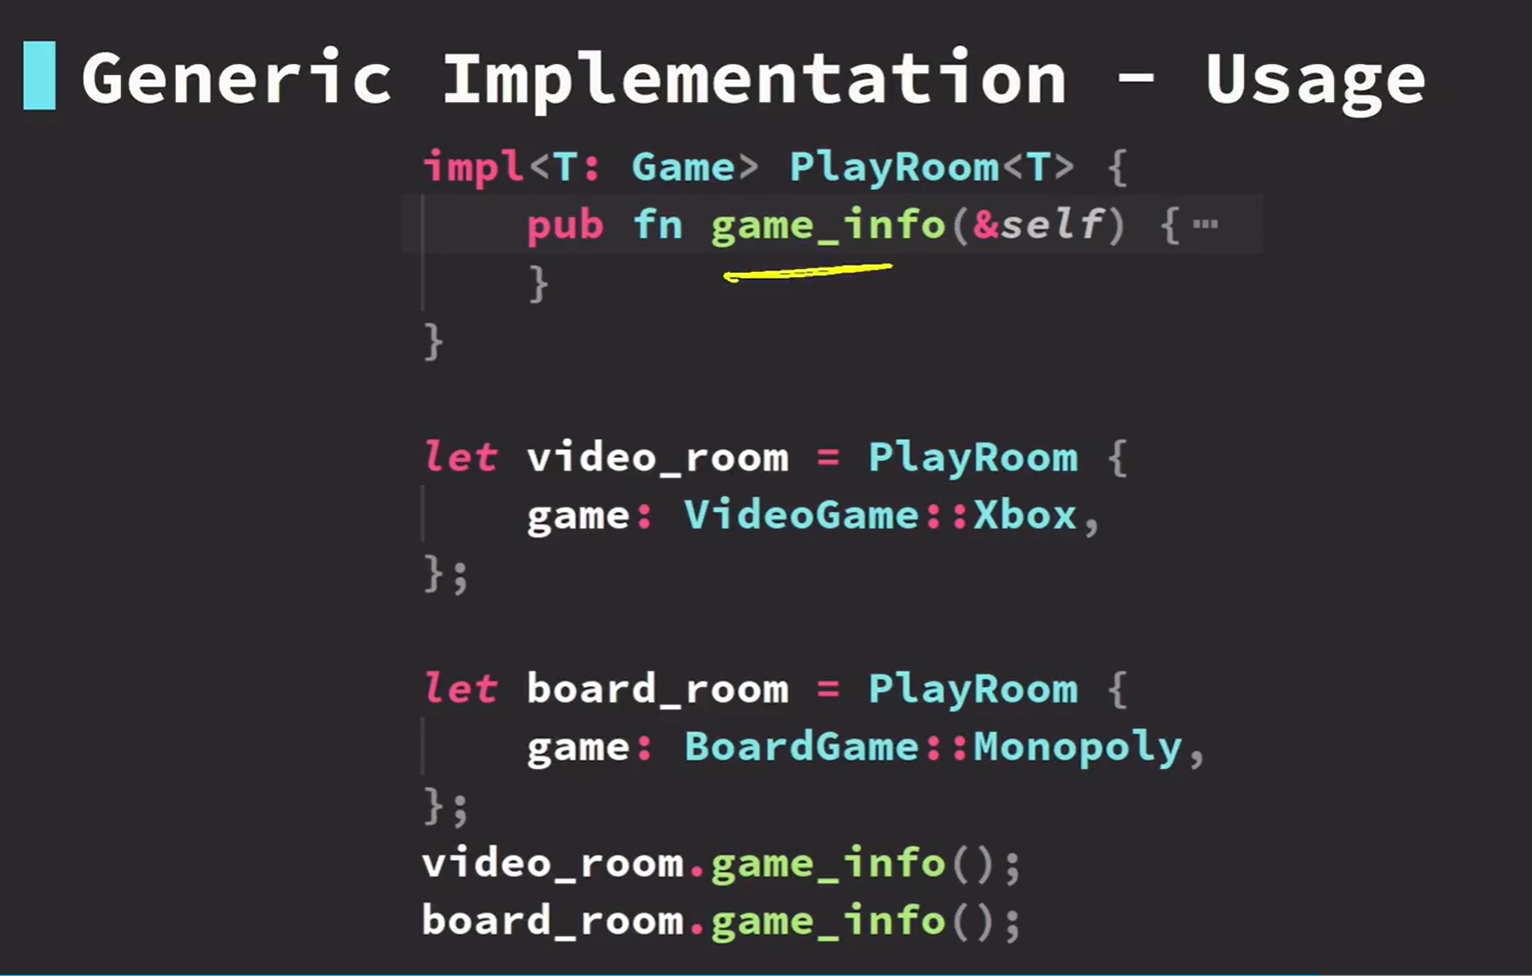 Generic Implementation - Usage
impl<T: Game> PlayRoom<T> {
pub fn game_info(&self) {⋯
}
}
let video_room = PlayRoom {
game: VideoGame::Xbox,
};
let board_room = PlayRoom {
game: BoardGame::Monopoly,
};
video_room.game_info();
board_room.game_info();